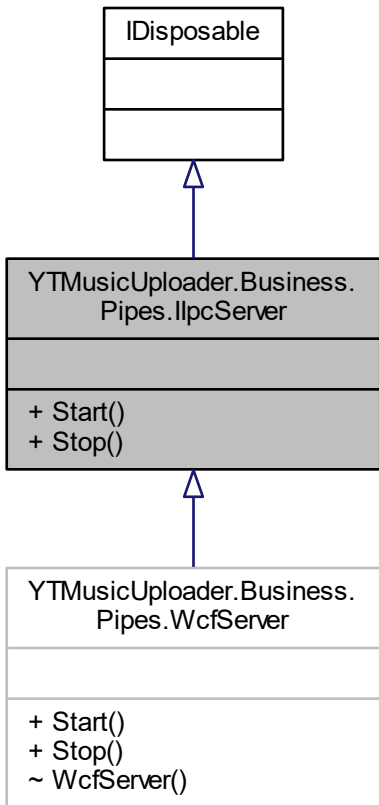 IDisposable
YTMusicUploader.Business.
Pipes.IIpcServer
+ Start()
+ Stop()
YTMusicUploader.Business.
Pipes.WcfServer
+ Start()
+ Stop()
~ WcfServer()